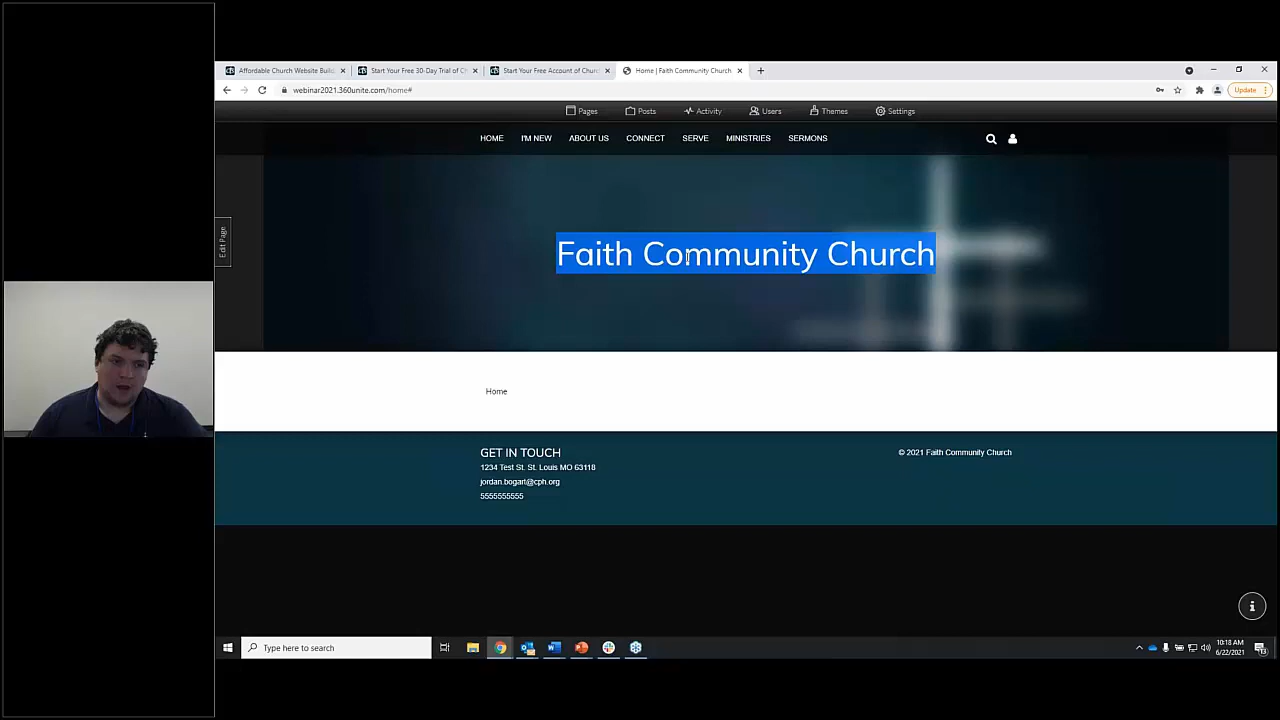 Affordable Church Website Build
Start Your Free 30-Day Trial of Ch
Start Your Free Account of Churc
Home | Faith Community Church
webinar2021.360unite.com/home#
Update
Pages
Posts
Activity
Users
Themes
Settings
HOME
I'M NEW
ABOUT US
CONNECT
SERVE
MINISTRIES
SERMONS
Edit Page
Faith Community Church
Home
GET IN TOUCH
1234 Test St. St. Louis MO 63118
jordan.bogart@cph.org
5555555555
© 2021 Faith Community Church
Type here to search
10:18 AM
6/22/2021